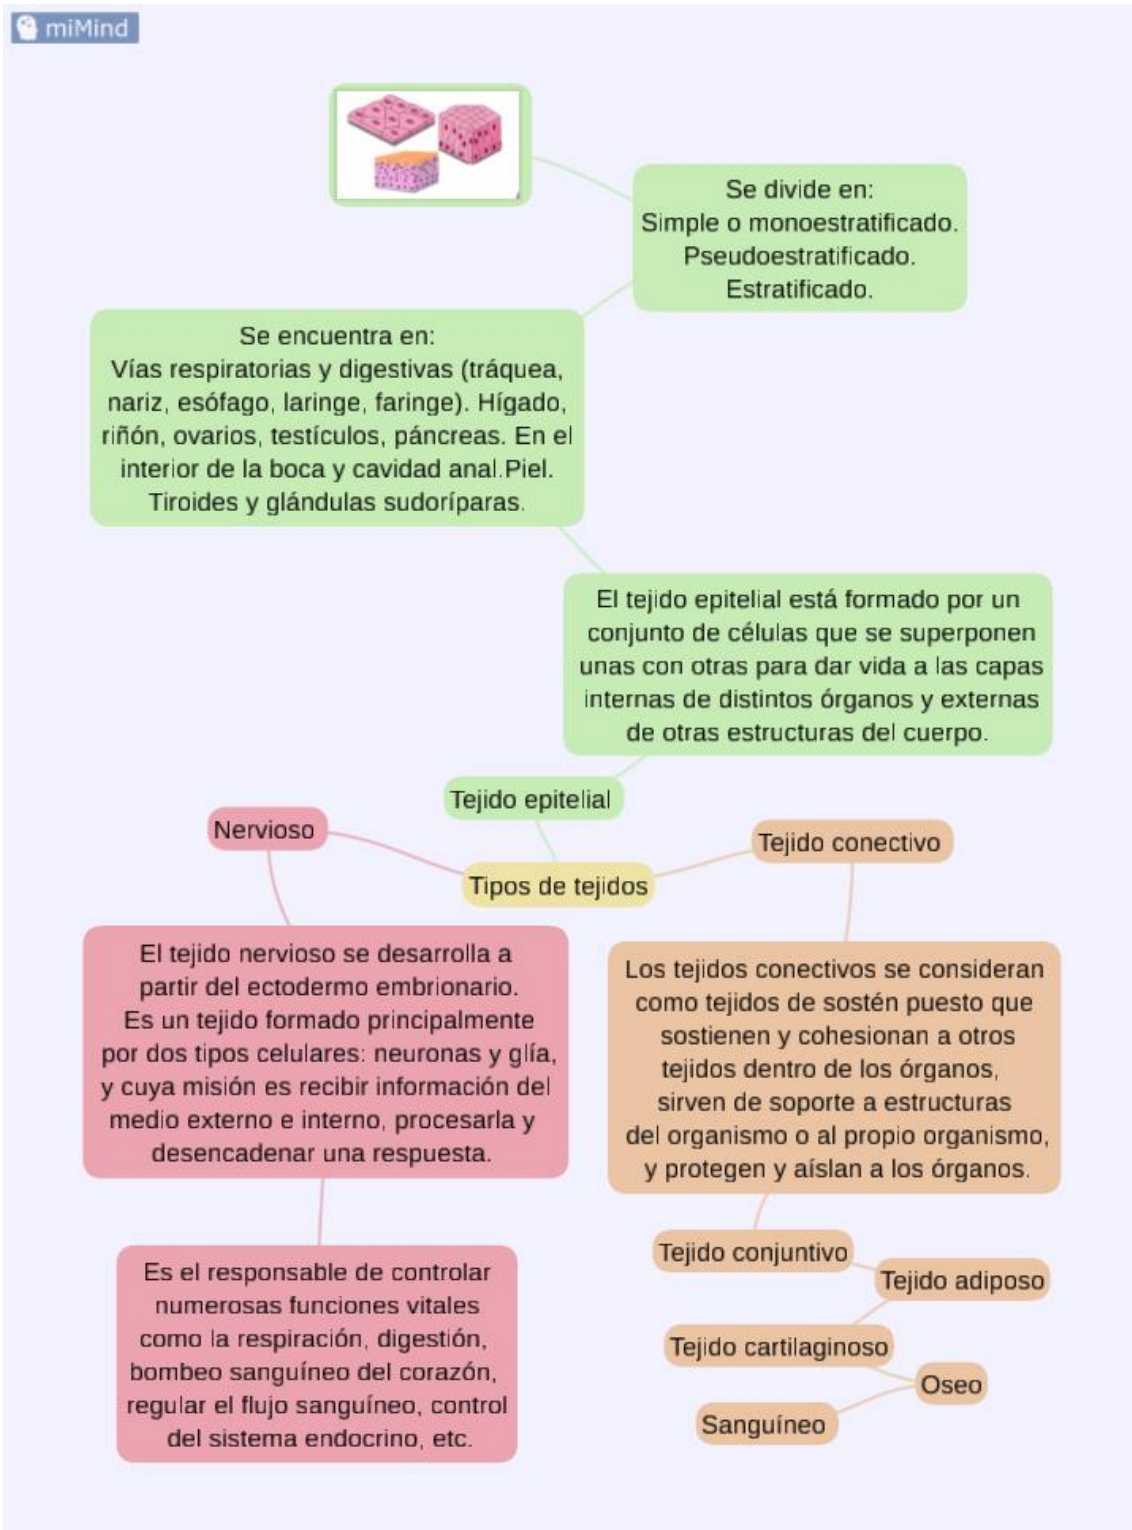 miMind
Se divide en:
Simple o monoestratificado.
Pseudoestratificado.
Estratificado.
Se encuentra en:
Vías respiratorias y digestivas (tráquea,
nariz, esófago, laringe, faringe). Hígado,
riñón, ovarios, testículos, páncreas. En el
interior de la boca y cavidad anal.Piel.
Tiroides y glándulas sudoríparas.
El tejido epitelial está formado por un
conjunto de células que se superponen
unas con otras para dar vida a las capas
internas de distintos órganos y externas
de otras estructuras del cuerpo.
Tejido epitelial
Nervioso
Tejido conectivo
Tipos de tejidos
El tejido nervioso se desarrolla a
partir del ectodermo embrionario.
Es un tejido formado principalmente
por dos tipos celulares: neuronas y glía,
y cuya misión es recibir información del
medio externo e interno, procesarla y
desencadenar una respuesta.
Los tejidos conectivos se consideran
como tejidos de sostén puesto que
sostienen y cohesionan a otros
tejidos dentro de los órganos,
sirven de soporte a estructuras
del organismo o al propio organismo,
y protegen y aíslan a los órganos.
Es el responsable de controlar
numerosas funciones vitales
como la respiración, digestión,
bombeo sanguíneo del corazón,
regular el flujo sanguíneo, control
del sistema endocrino, etc.
Tejido conjuntivo
Tejido adiposo
Tejido cartilaginoso
Oseo
Sanguíneo